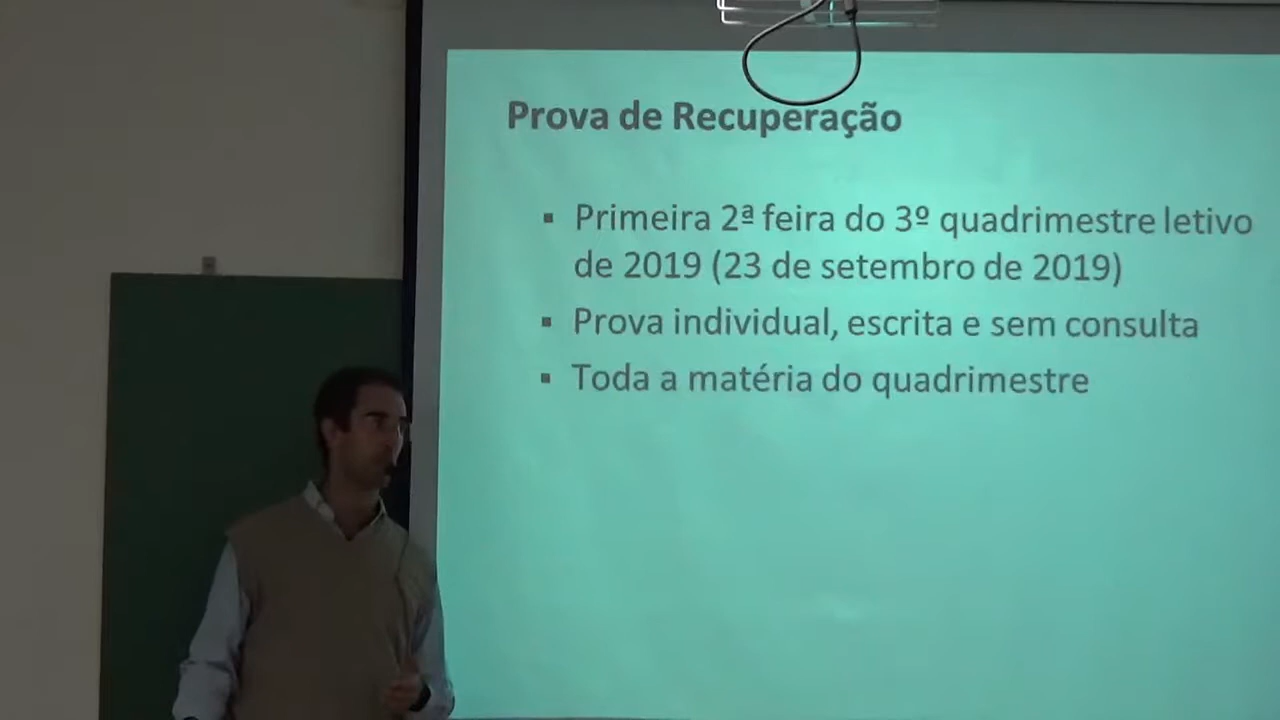 Prova de Recuperação
▪ Primeira 2ª feira do 3º quadrimestre letivo
de 2019 (23 de setembro de 2019)
▪ Prova individual, escrita e sem consulta
▪ Toda a matéria do quadrimestre